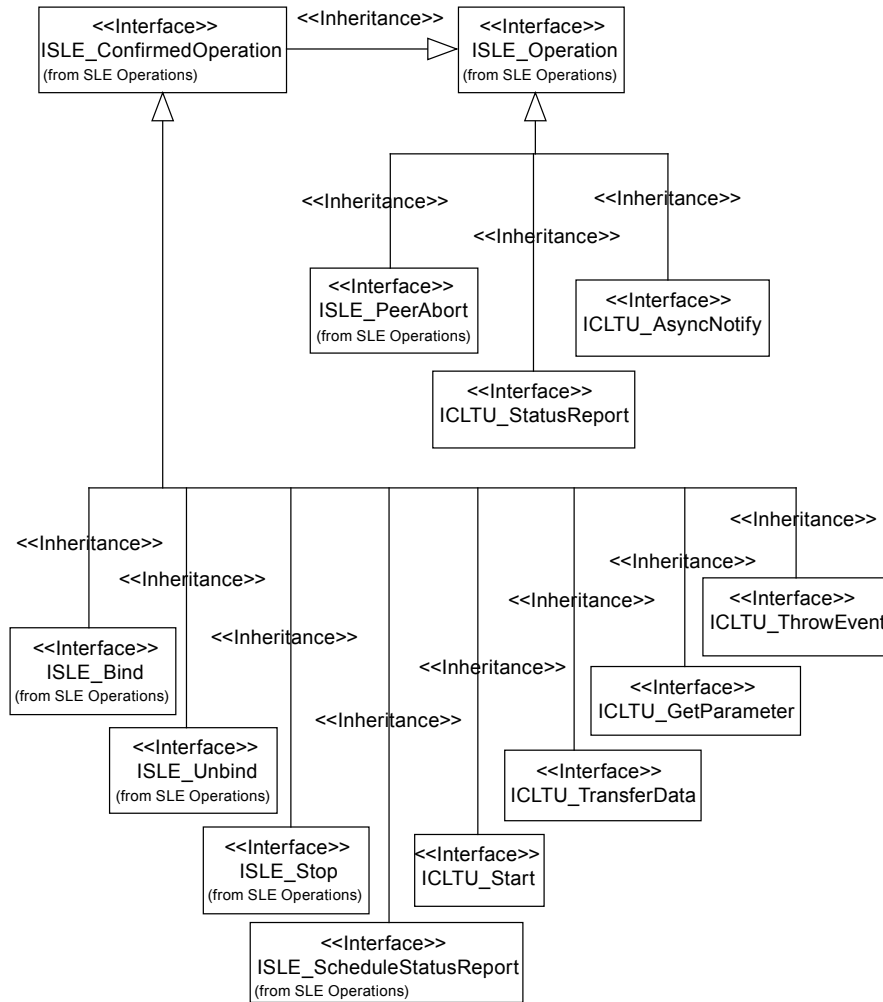 <<Interface>>
ISLE_ConfirmedOperation
(from SLE Operations)
<<Inheritance>>
<<Interface>>
ISLE_Operation
(from SLE Operations)
<<Inheritance>>
<<Inheritance>>
<<Inheritance>>
<<Interface>>
ISLE_PeerAbort
(from SLE Operations)
<<Interface>>
ICLTU_AsyncNotify
<<Interface>>
ICLTU_StatusReport
<<Inheritance>>
<<Inheritance>>
<<Inheritance>>
<<Inheritance>>
<<Inheritance>>
<<Inheritance>>
<<Inheritance>>
<<Inheritance>>
<<Interface>>
ICLTU_ThrowEvent
<<Interface>>
ISLE_Bind
(from SLE Operations)
<<Interface>>
ICLTU_GetParameter
<<Interface>>
ISLE_Unbind
(from SLE Operations)
<<Interface>>
ICLTU_TransferData
<<Interface>>
ISLE_Stop
(from SLE Operations)
<<Interface>>
ICLTU_Start
<<Interface>>
ISLE_ScheduleStatusReport
(from SLE Operations)